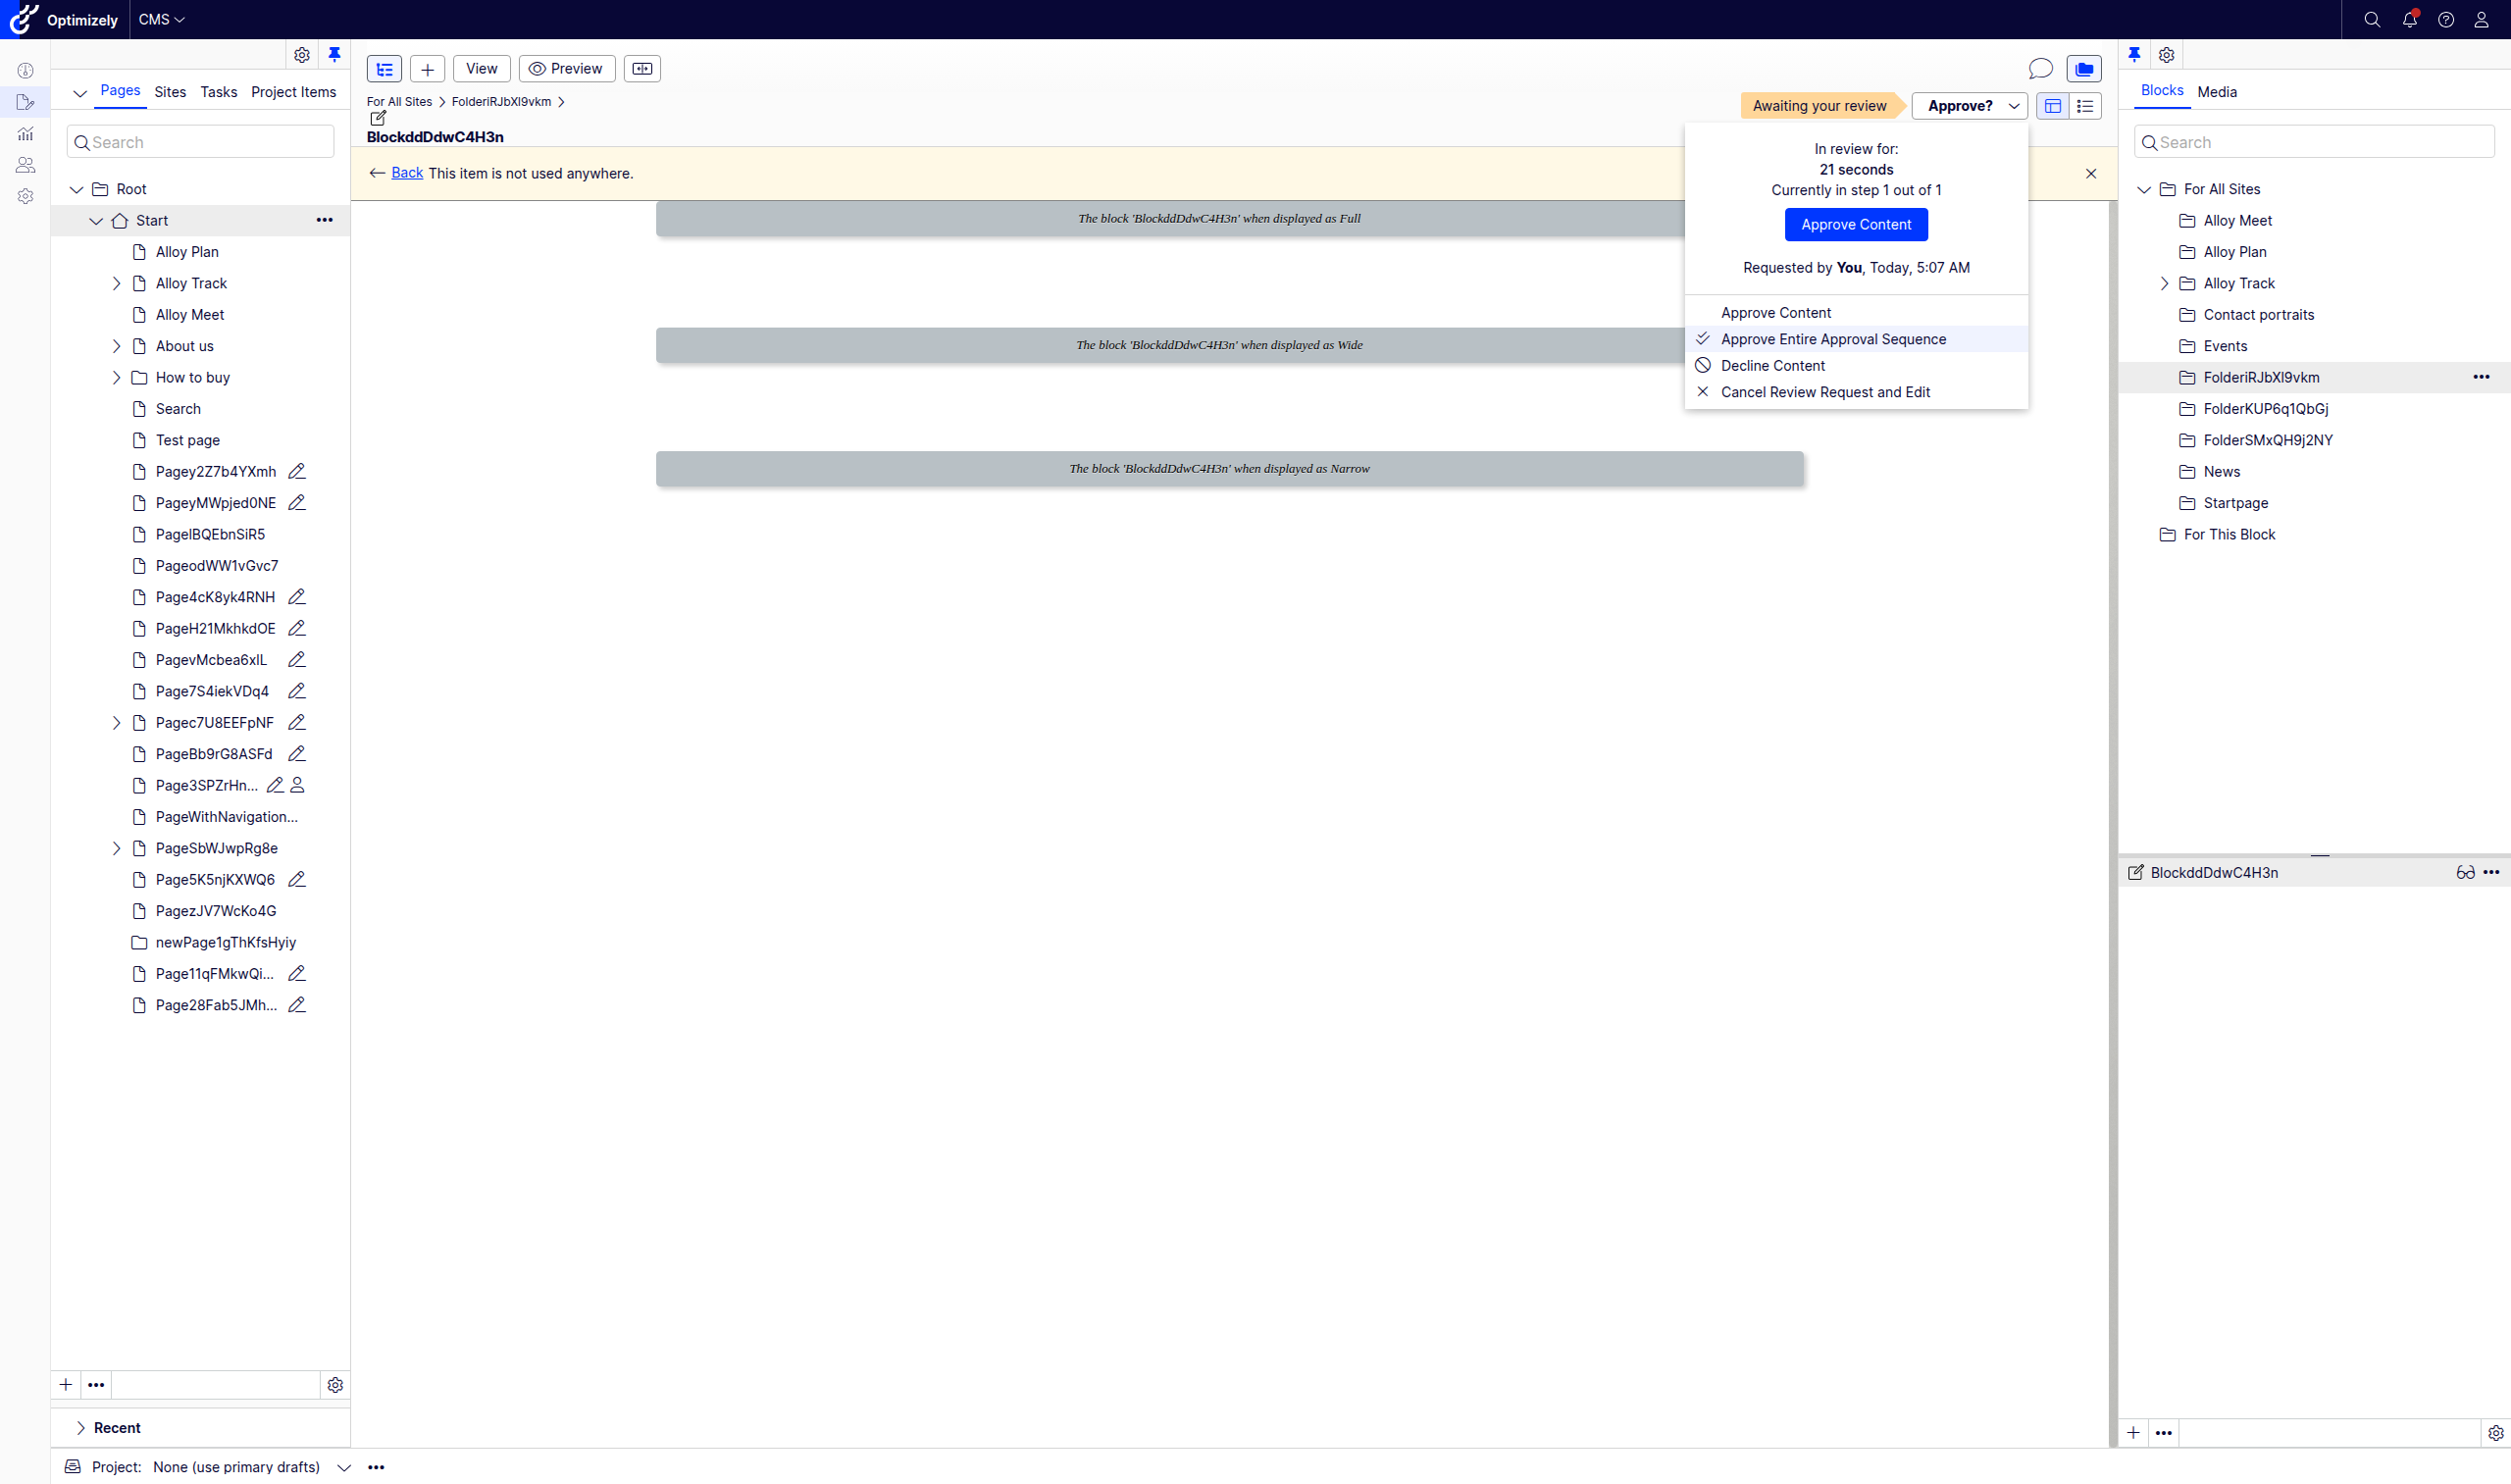 Optimizely CMS
Pages Sites Tasks Project Items
Search
Root
Start
Alloy Plan
Alloy Track
Alloy Meet
About us
How to buy
Search
Test page
Pagey2Z7b4YXmh
PageyMWpjed0NE
PagelBQEbnSiR5
PageodWW1vGvc7
Page4cK8yk4RNH
PageH21MkhkdOE
PagevMcbea6xlL
Page7S4iekVDq4
Pagec7U8EEFpNF
PageBb9rG8ASFd
Page3SPZrHn...
PageWithNavigation...
PageSbWJwpRg8e
Page5K5njKXWQ6
PagezJV7WcKo4G
newPage1gThKfsHyiy
Page11qFMkwQi...
Page28Fab5JMh...
Recent
Project: None (use primary drafts)
View Preview
For All Sites FolderiRJbXl9vkm
BlockddDdwC4H3n
Awaiting your review Approve?
Back This item is not used anywhere.
The block 'BlockddDdwC4H3n' when displayed as Full
The block 'BlockddDdwC4H3n' when displayed as Wide
The block 'BlockddDdwC4H3n' when displayed as Narrow
In review for:
21 seconds
Currently in step 1 out of 1
Approve Content
Requested by You, Today, 5:07 AM
Approve Content
Approve Entire Approval Sequence
Decline Content
Cancel Review Request and Edit
Blocks Media
Search
For All Sites
Alloy Meet
Alloy Plan
Alloy Track
Contact portraits
Events
FolderiRJbXl9vkm
FolderKUP6q1QbGj
FolderSMxQH9j2NY
News
Startpage
For This Block
BlockddDdwC4H3n